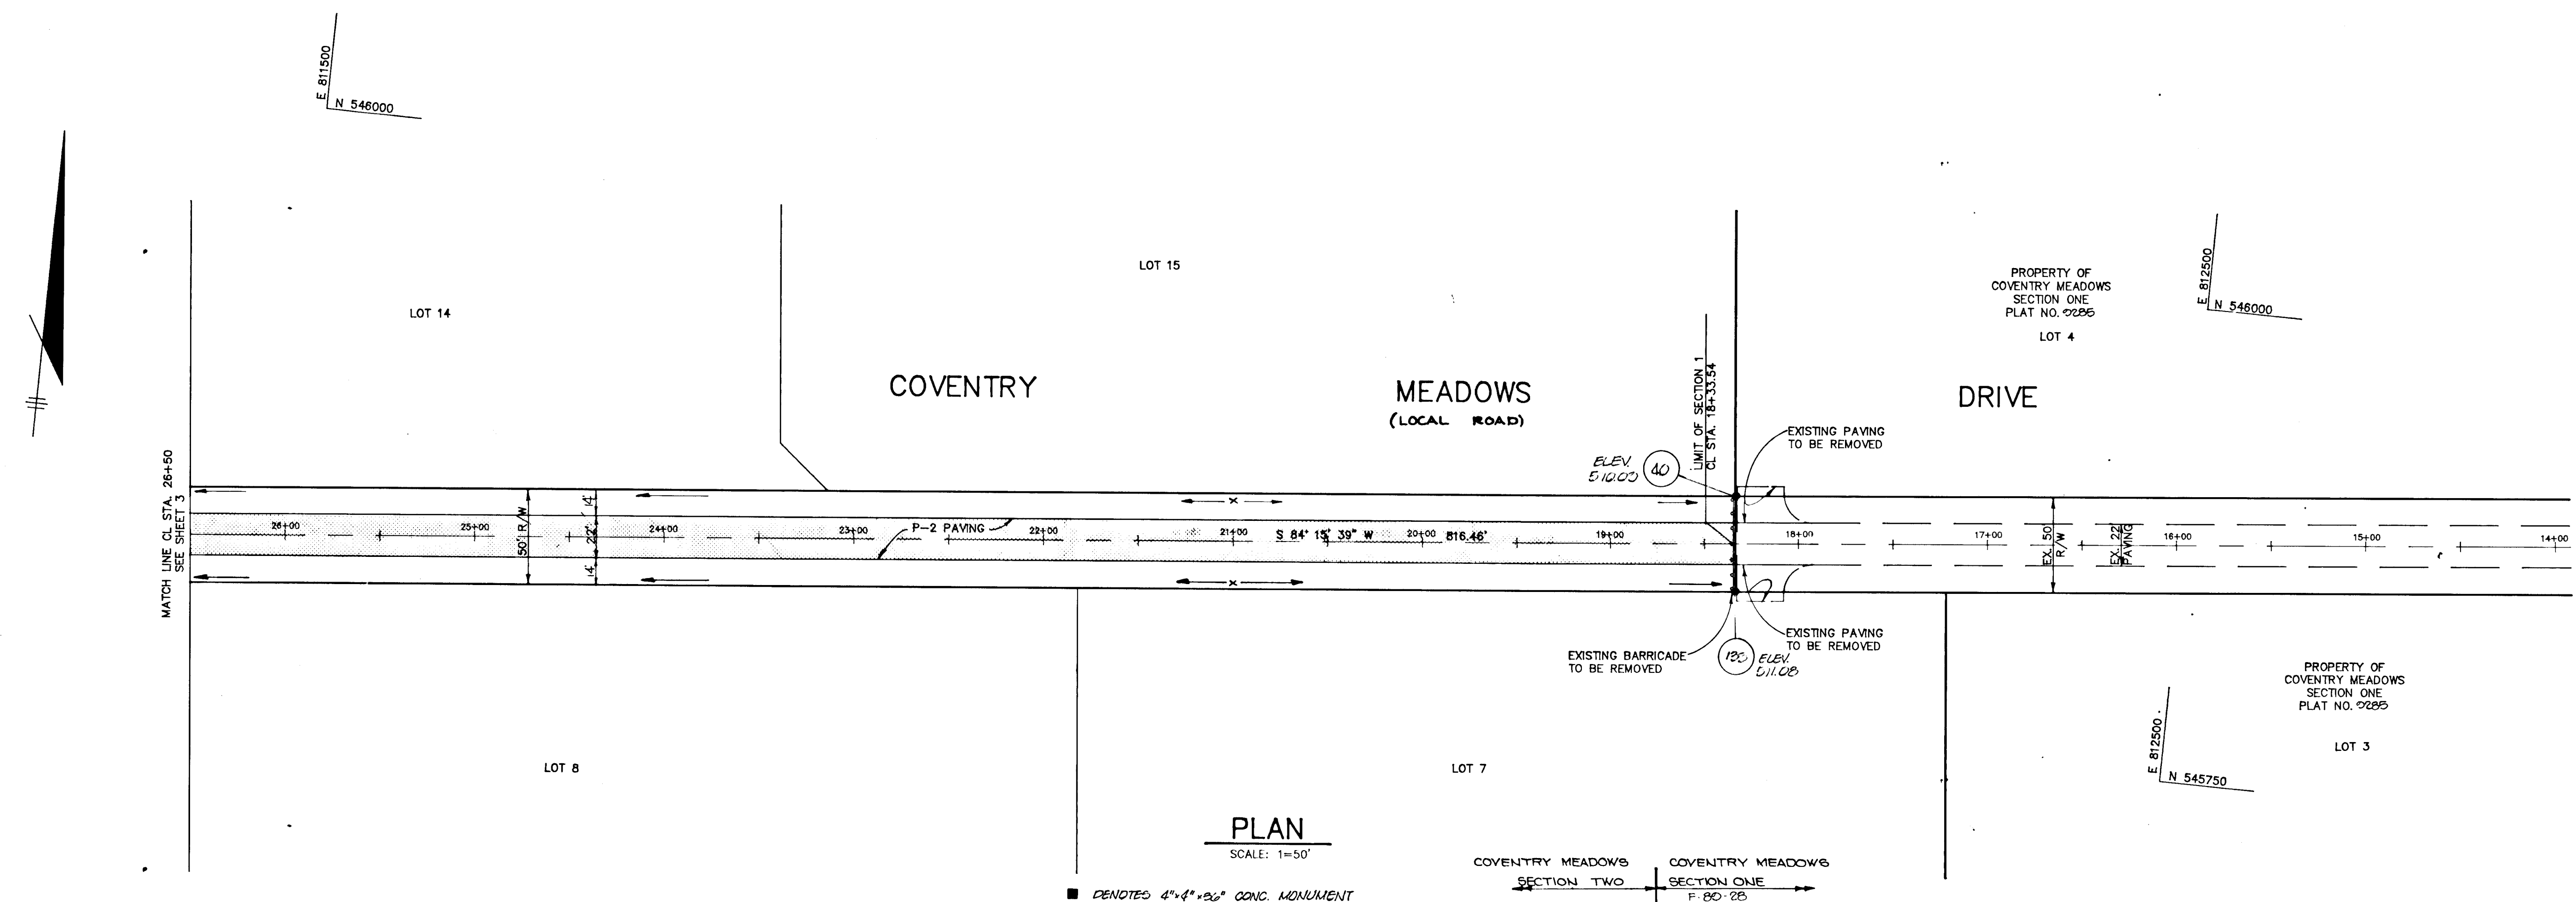 E 811500
N 546000
LOT 14
LOT 15
COVENTRY MEADOWS DRIVE
(LOCAL ROAD)
PROPERTY OF
COVENTRY MEADOWS
SECTION ONE
PLAT NO.
LOT 4
E 812500
N 546000
LIMIT OF SECTION 1
CL STA. 18+33.54
EXISTING PAVING
TO BE REMOVED
ELEV.
510.03
40
MATCH LINE CL STA. 26+50
SEE SHEET 3
50' R/W
14'
22'
14'
P-2 PAVING
S 84° 15' 39" W 816.46'
26+00
25+00
24+00
23+00
22+00
21+00
20+00
19+00
18+00
17+00
16+00
15+00
14+00
EX. 50
R/W
EX. 22
PAVING
EXISTING BARRICADE
TO BE REMOVED
ELEV.
511.08
EXISTING PAVING
TO BE REMOVED
LOT 8
LOT 7
PROPERTY OF
COVENTRY MEADOWS
SECTION ONE
PLAT NO.
LOT 3
E 812500
N 545750
PLAN
SCALE: 1=50'
DENOTES 4"x4"x36" CONC. MONUMENT
COVENTRY MEADOWS
SECTION TWO
COVENTRY MEADOWS
SECTION ONE
F-80-28